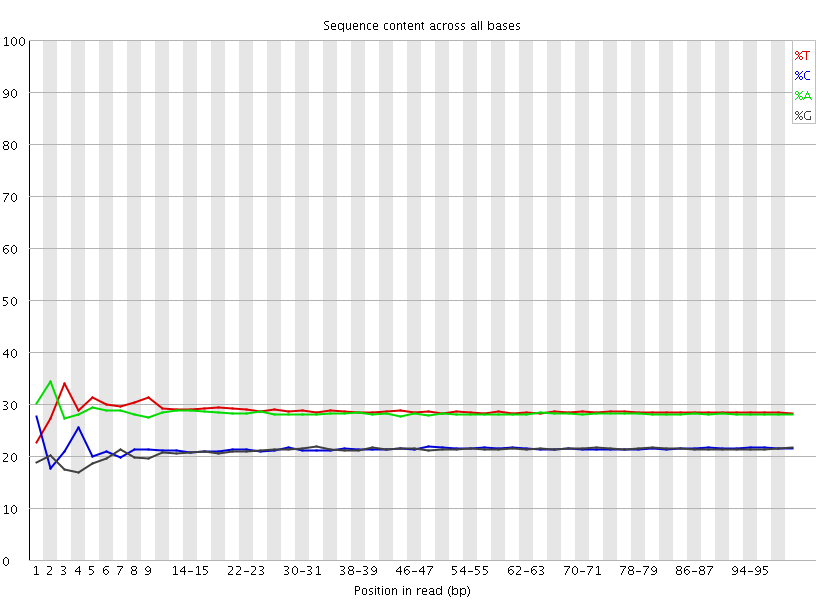 Sequence content across all bases
100
90
80
70
60
50
40
30
20
10
0
%T
%C
%A
%G
1 2 3 4 5 6 7 8 9 14-15 22-23 30-31 38-39 46-47 54-55 62-63 70-71 78-79 86-87 94-95
Position in read (bp)